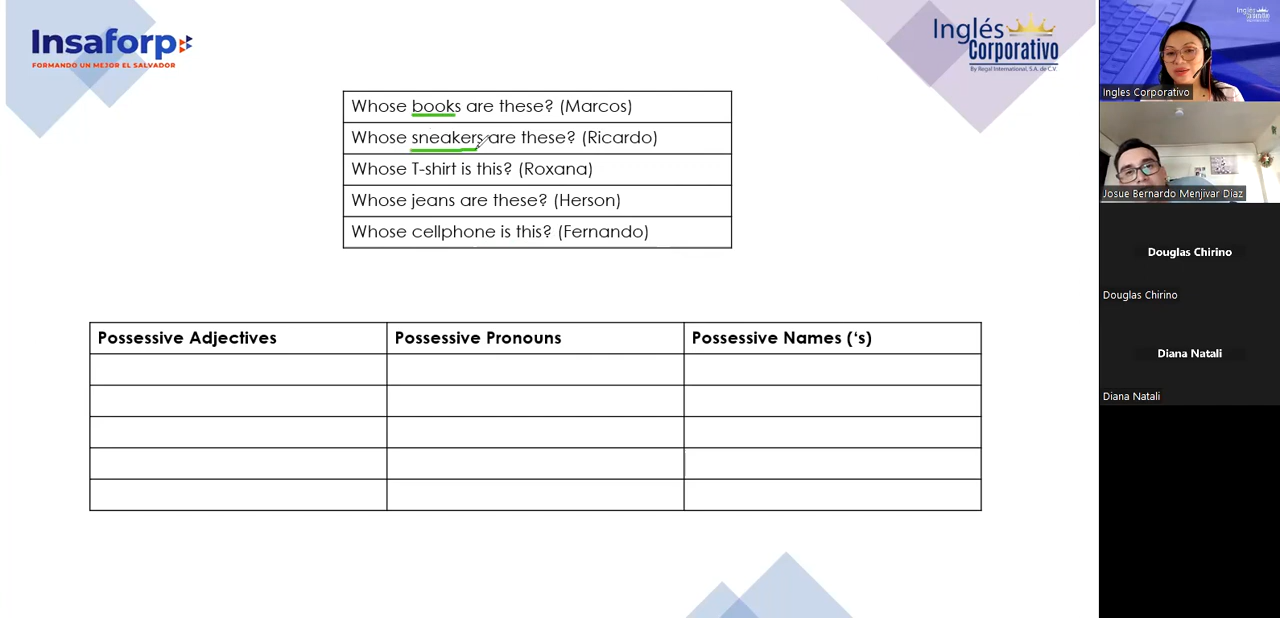 Insaforp
FORMANDO UN MEJOR EL SALVADOR
Inglés
Corporativo
By Regal International, S.A. de C.V.
Whose books are these? (Marcos)
Whose sneakers are these? (Ricardo)
Whose T-shirt is this? (Roxana)
Whose jeans are these? (Herson)
Whose cellphone is this? (Fernando)
Possessive Adjectives Possessive Pronouns Possessive Names (‘s)
Ingles Corporativo
Josue Bernardo Menjivar Diaz
Douglas Chirino
Douglas Chirino
Diana Natali
Diana Natali